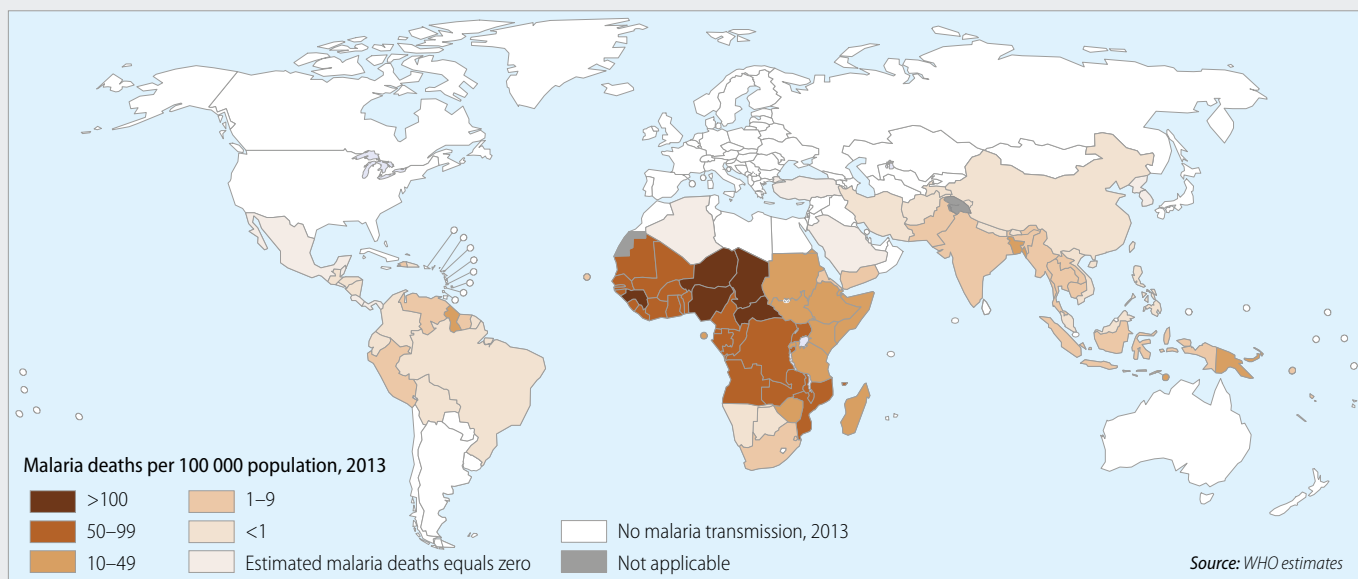 Malaria deaths per 100 000 population, 2013
>100
50–99
10–49
1–9
<1
Estimated malaria deaths equals zero
No malaria transmission, 2013
Not applicable
Source: WHO estimates